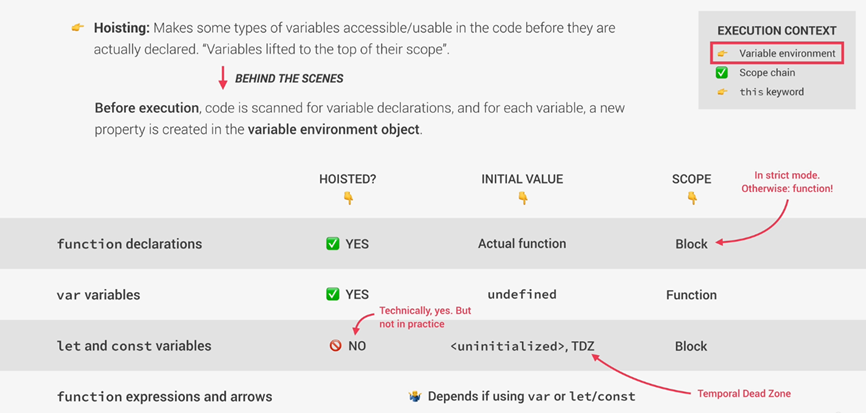 Hoisting: Makes some types of variables accessible/usable in the code before they are
actually declared. “Variables lifted to the top of their scope”.
BEHIND THE SCENES
Before execution, code is scanned for variable declarations, and for each variable, a new
property is created in the variable environment object.
EXECUTION CONTEXT
Variable environment
Scope chain
this keyword
HOISTED?
INITIAL VALUE
SCOPE
In strict mode.
Otherwise: function!
function declarations
YES
Actual function
Block
var variables
YES
undefined
Function
Technically, yes. But
not in practice
let and const variables
NO
<uninitialized>, TDZ
Block
Temporal Dead Zone
function expressions and arrows
Depends if using var or let/const